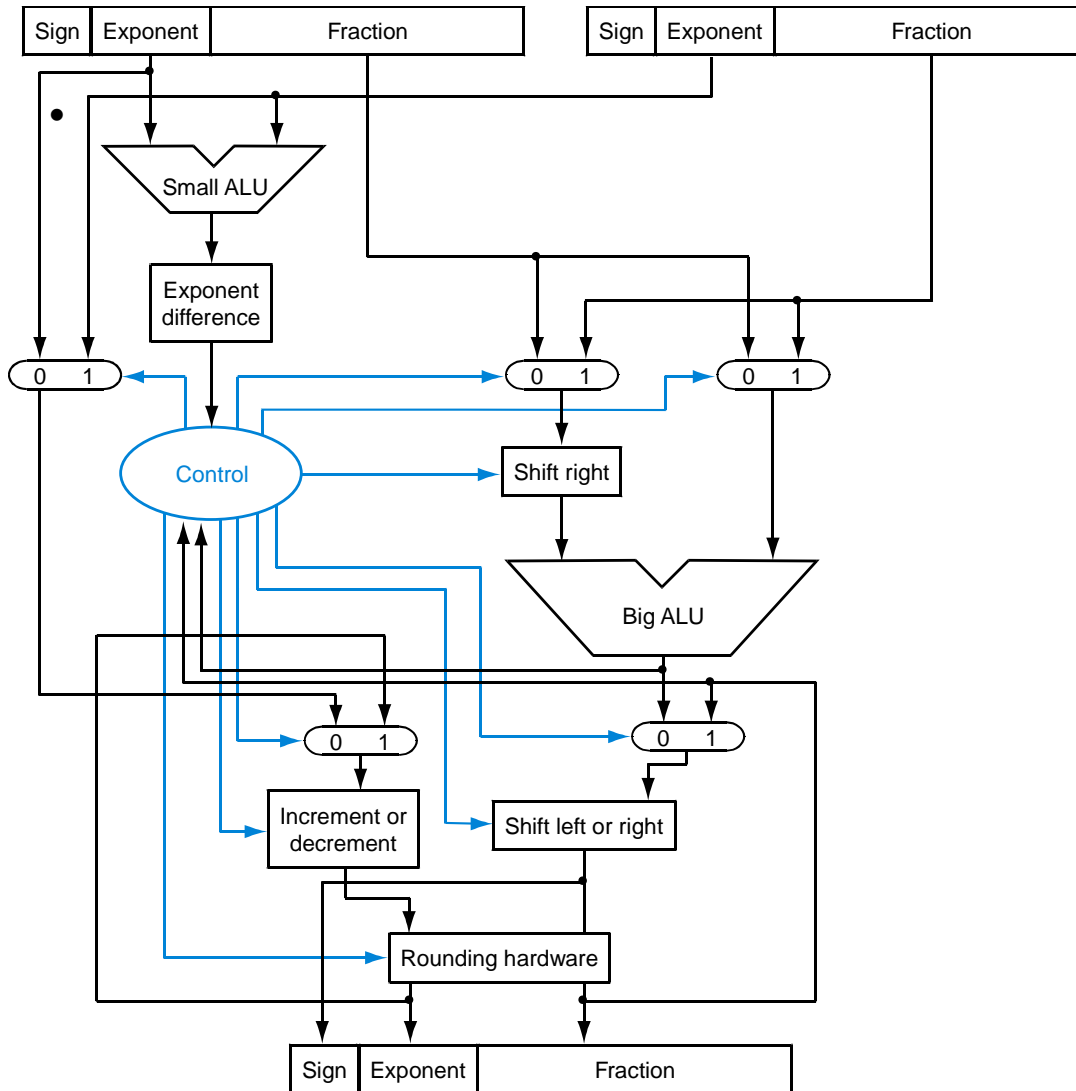 Sign Exponent Fraction
Sign Exponent Fraction
Small ALU
Exponent
difference
0 1
0 1
0 1
Control
Shift right
Big ALU
0 1
0 1
Increment or
decrement
Shift left or right
Rounding hardware
Sign Exponent Fraction